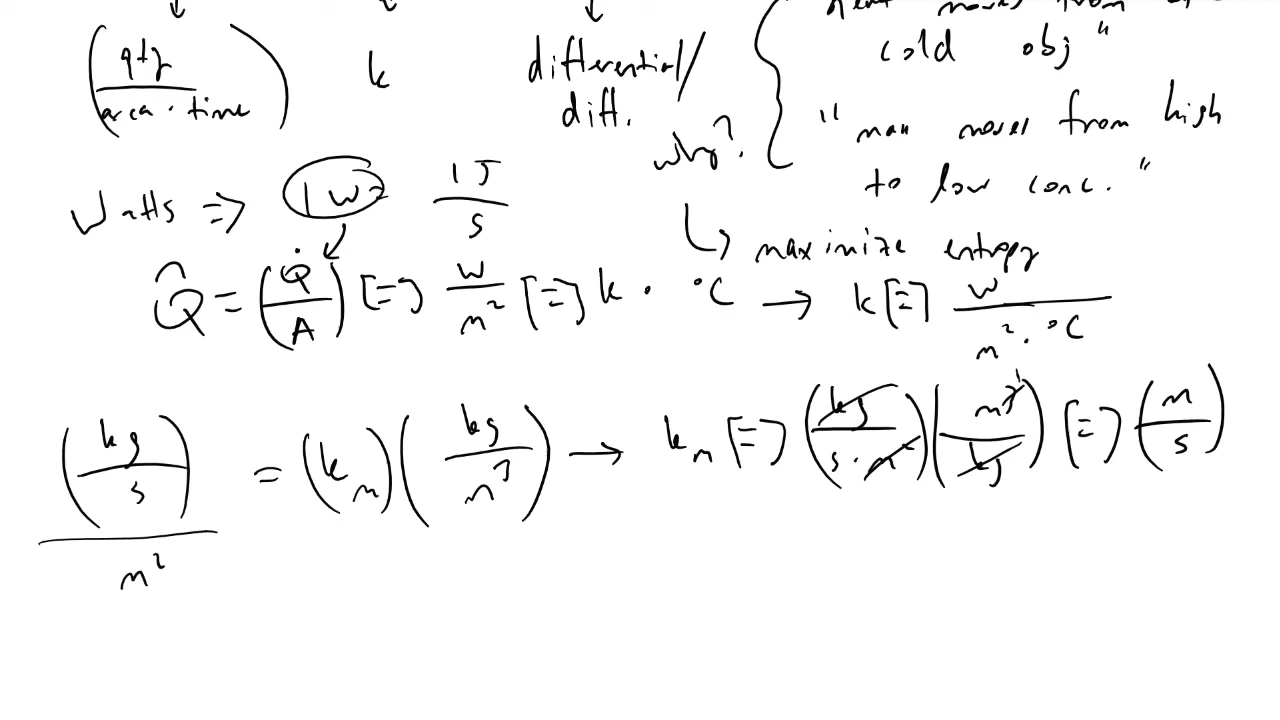 cold obj"
(qty / area · time) k differential/ diff.
why? "mass moves from high
to low conc."
Watts => 1 W = 1 J / s
↳ maximize entropy
Q̂ = (Q̇ / A) [=] W / m² [=] k · °C → k [=] W / m² · °C
(kg / s) / m² = (k_m)(kg / m³) → k_m [=] (kg / s · m²)(m³ / kg) [=] (m / s)